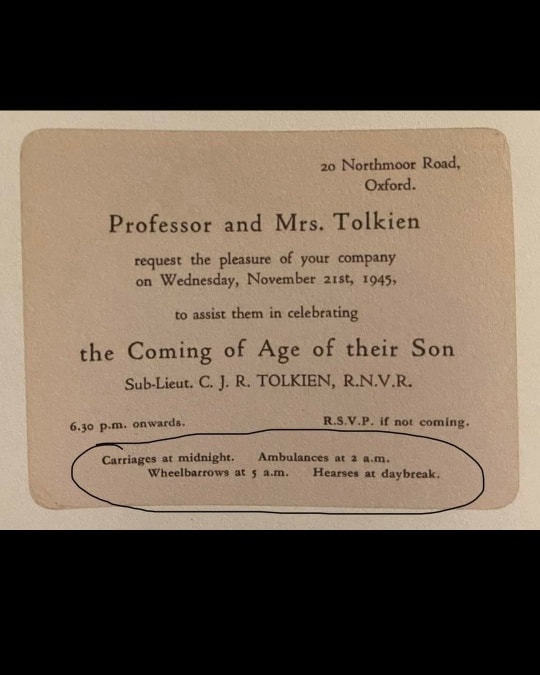 20 Northmoor Road,
Oxford.
Professor and Mrs. Tolkien
request the pleasure of your company
on Wednesday, November 21st, 1945,
to assist them in celebrating
the Coming of Age of their Son
Sub-Lieut. C. J. R. TOLKIEN, R.N.V.R.
6.30 p.m. onwards. R.S.V.P. if not coming.
Carriages at midnight. Ambulances at 2 a.m.
Wheelbarrows at 5 a.m. Hearses at daybreak.